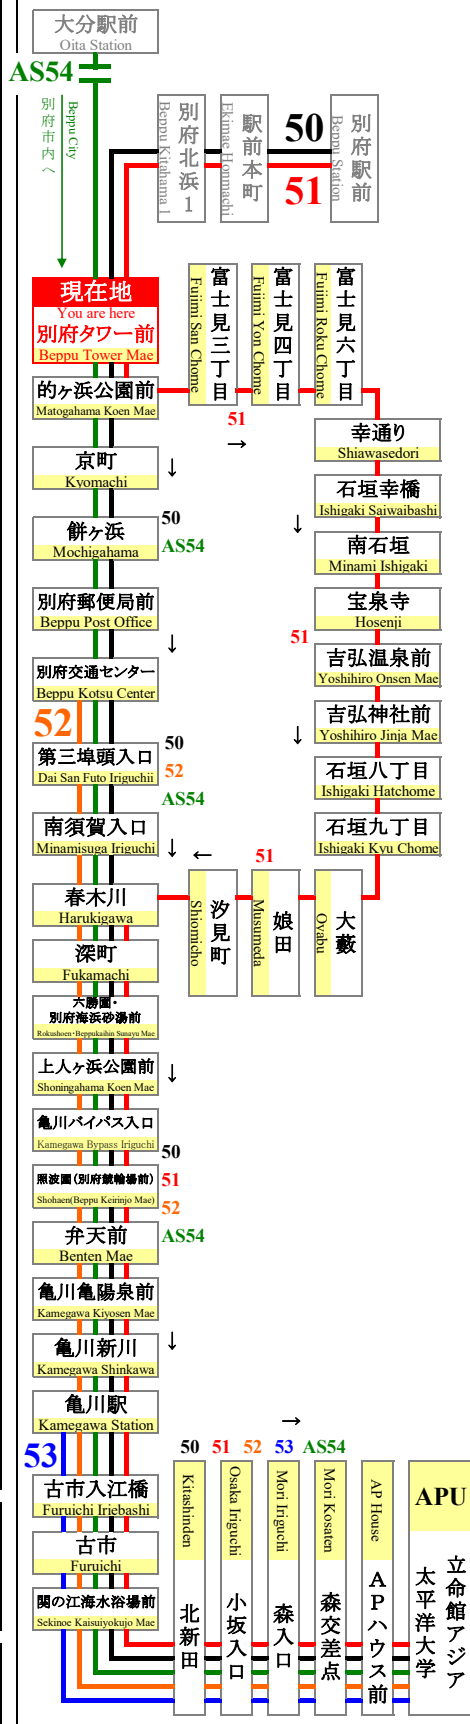 大分駅前
Oita Station
AS54
別府市内へ
Beppu City
別府北浜1
Beppu Kitahama 1
駅前本町
Ekimae Honmachi
50
51
別府駅前
Beppu Station
現在地
You are here
別府タワー前
Beppu Tower Mae
富士見三丁目
Fujimi San Chome
富士見四丁目
Fujimi Yon Chome
富士見六丁目
Fujimi Roku Chome
的ヶ浜公園前
Matogahama Koen Mae
51
→
幸通り
Shiawasedori
京町
Kyomachi
↓
石垣幸橋
Ishigaki Saiwaibashi
餅ヶ浜
Mochigahama
50
AS54
↓
南石垣
Minami Ishigaki
別府郵便局前
Beppu Post Office
宝泉寺
Hosenji
↓
51
別府交通センター
Beppu Kotsu Center
吉弘温泉前
Yoshihiro Onsen Mae
52
↓
吉弘神社前
Yoshihiro Jinja Mae
第三埠頭入口
Dai San Futo Iriguchii
50
52
AS54
石垣八丁目
Ishigaki Hatchome
南須賀入口
Minamisuga Iriguchi
↓
←
51
石垣九丁目
Ishigaki Kyu Chome
春木川
Harukigawa
汐見町
Shiomicho
娘田
Musumeda
大藪
Oyabu
深町
Fukamachi
六勝園・
別府海浜砂湯前
Rokushoen・Beppukaihin Sunayu Mae
上人ヶ浜公園前
Shoningahama Koen Mae
↓
亀川バイパス入口
Kamegawa Bypass Iriguchi
50
51
52
AS54
照波園(別府競輪場前)
Shohaen(Beppu Keirinjo Mae)
弁天前
Benten Mae
亀川亀陽泉前
Kamegawa Kiyosen Mae
亀川新川
Kamegawa Shinkawa
↓
亀川駅
Kamegawa Station
→
53
50
51
52
53
AS54
古市入江橋
Furuichi Iriebashi
古市
Furuichi
関の江海水浴場前
Sekinoe Kaisuiyokujo Mae
Kitashinden
北新田
Osaka Iriguchi
小坂入口
Mori Iriguchi
森入口
Mori Kosaten
森交差点
AP House
APハウス前
APU
立命館アジア
太平洋大学